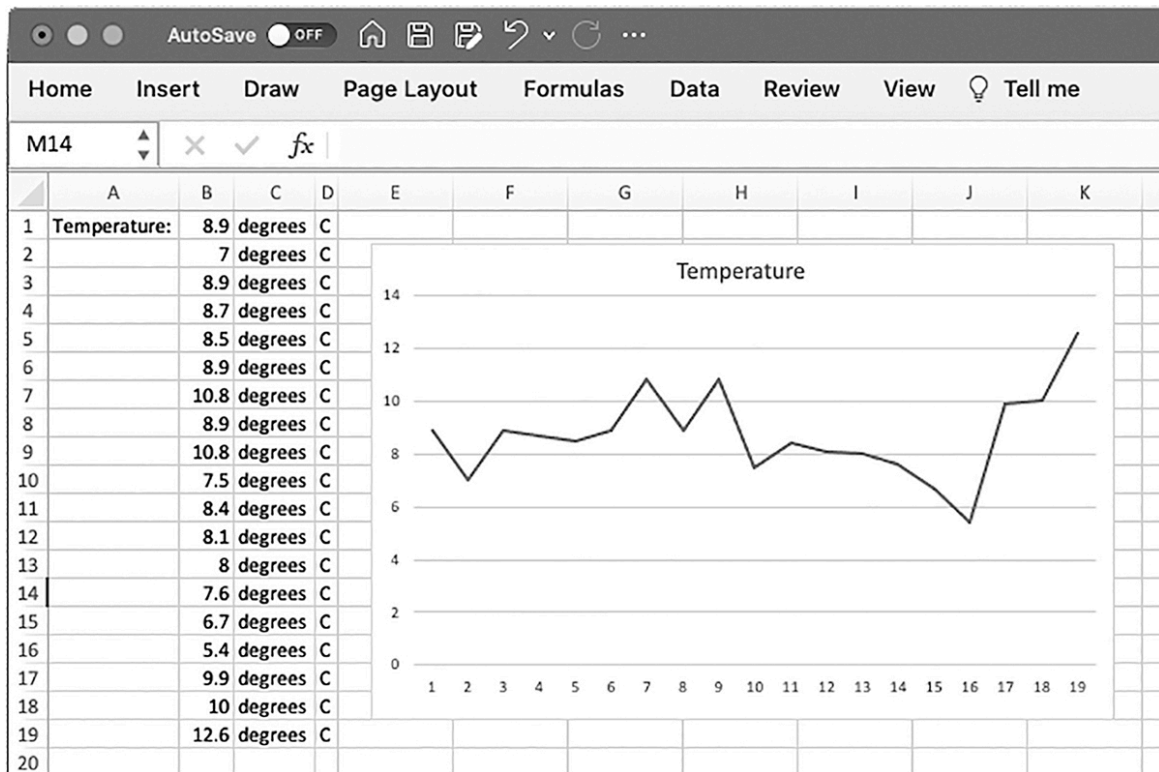 AutoSave OFF
Home Insert Draw Page Layout Formulas Data Review View Tell me
M14 fx
A B C D E F G H I J K
1 Temperature: 8.9 degrees C
2 7 degrees C
3 8.9 degrees C
4 8.7 degrees C
5 8.5 degrees C
6 8.9 degrees C
7 10.8 degrees C
8 8.9 degrees C
9 10.8 degrees C
10 7.5 degrees C
11 8.4 degrees C
12 8.1 degrees C
13 8 degrees C
14 7.6 degrees C
15 6.7 degrees C
16 5.4 degrees C
17 9.9 degrees C
18 10 degrees C
19 12.6 degrees C
20
Temperature
14
12
10
8
6
4
2
0
1 2 3 4 5 6 7 8 9 10 11 12 13 14 15 16 17 18 19